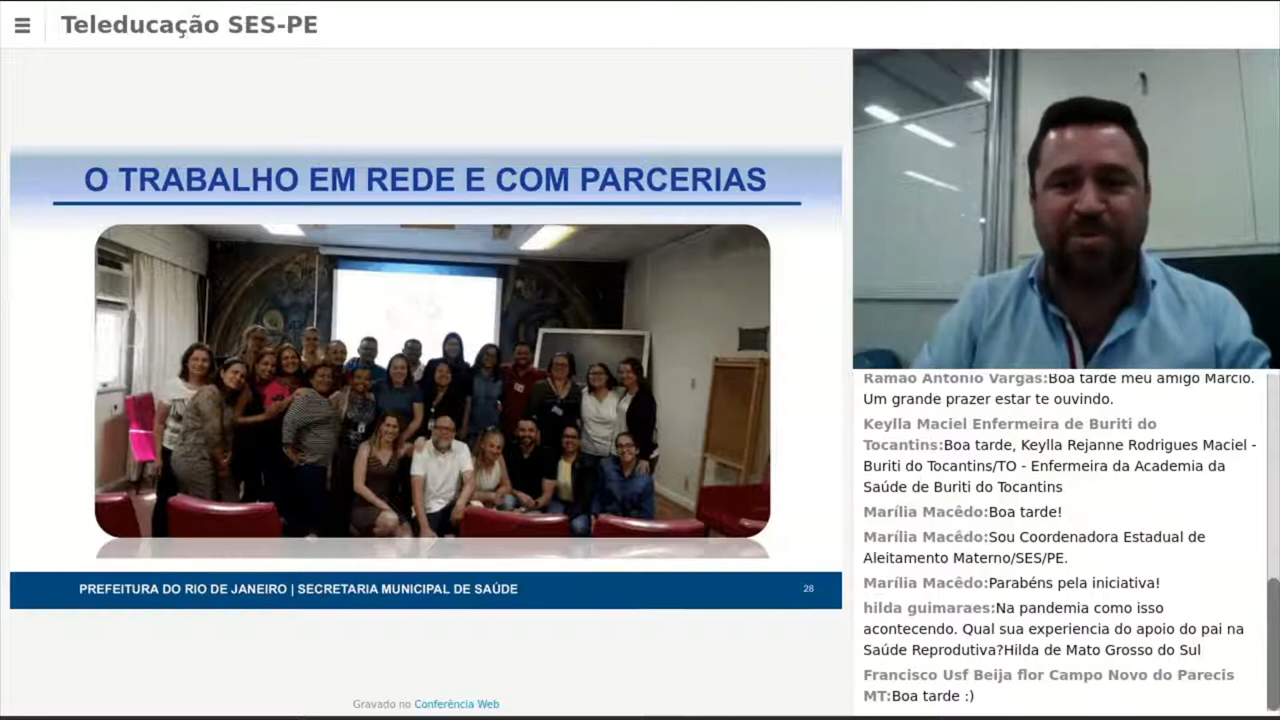 Teleducação SES-PE
O TRABALHO EM REDE E COM PARCERIAS
PREFEITURA DO RIO DE JANEIRO | SECRETARIA MUNICIPAL DE SAÚDE
28
Gravado no Conferência Web
Ramão Antonio Vargas:Boa tarde meu amigo Marcio.
Um grande prazer estar te ouvindo.
Keylla Maciel Enfermeira de Buriti do
Tocantins:Boa tarde, Keylla Rejanne Rodrigues Maciel -
Buriti do Tocantins/TO - Enfermeira da Academia da
Saúde de Buriti do Tocantins
Marília Macêdo:Boa tarde!
Marília Macêdo:Sou Coordenadora Estadual de
Aleitamento Materno/SES/PE.
Marília Macêdo:Parabéns pela iniciativa!
hilda guimaraes:Na pandemia como isso
acontecendo. Qual sua experiencia do apoio do pai na
Saúde Reprodutiva?Hilda de Mato Grosso do Sul
Francisco Usf Beija flor Campo Novo do Parecis
MT:Boa tarde :)